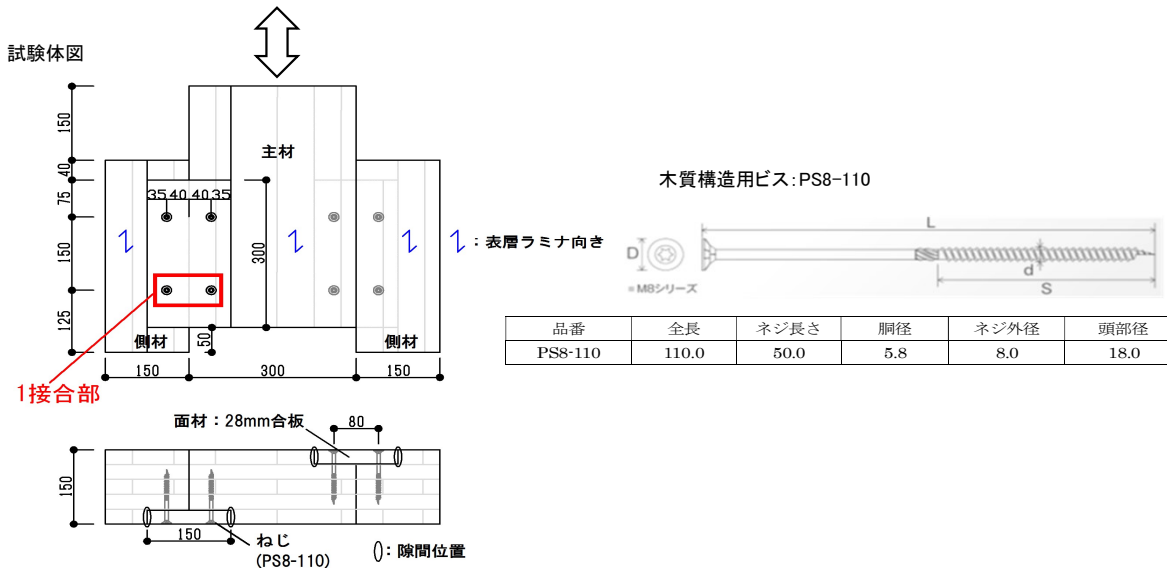 試験体図
150
40
75
150
125
主材
35 40 40 35
300
:表層ラミナ向き
側材
50
側材
150
300
150
1接合部
面材:28mm合板
80
150
150
ねじ
(PS8-110)
:隙間位置
木質構造用ビス:PS8-110
L
D
d
S
※M8シリーズ
品番 全長 ネジ長さ 胴径 ネジ外径 頭部径
PS8-110 110.0 50.0 5.8 8.0 18.0